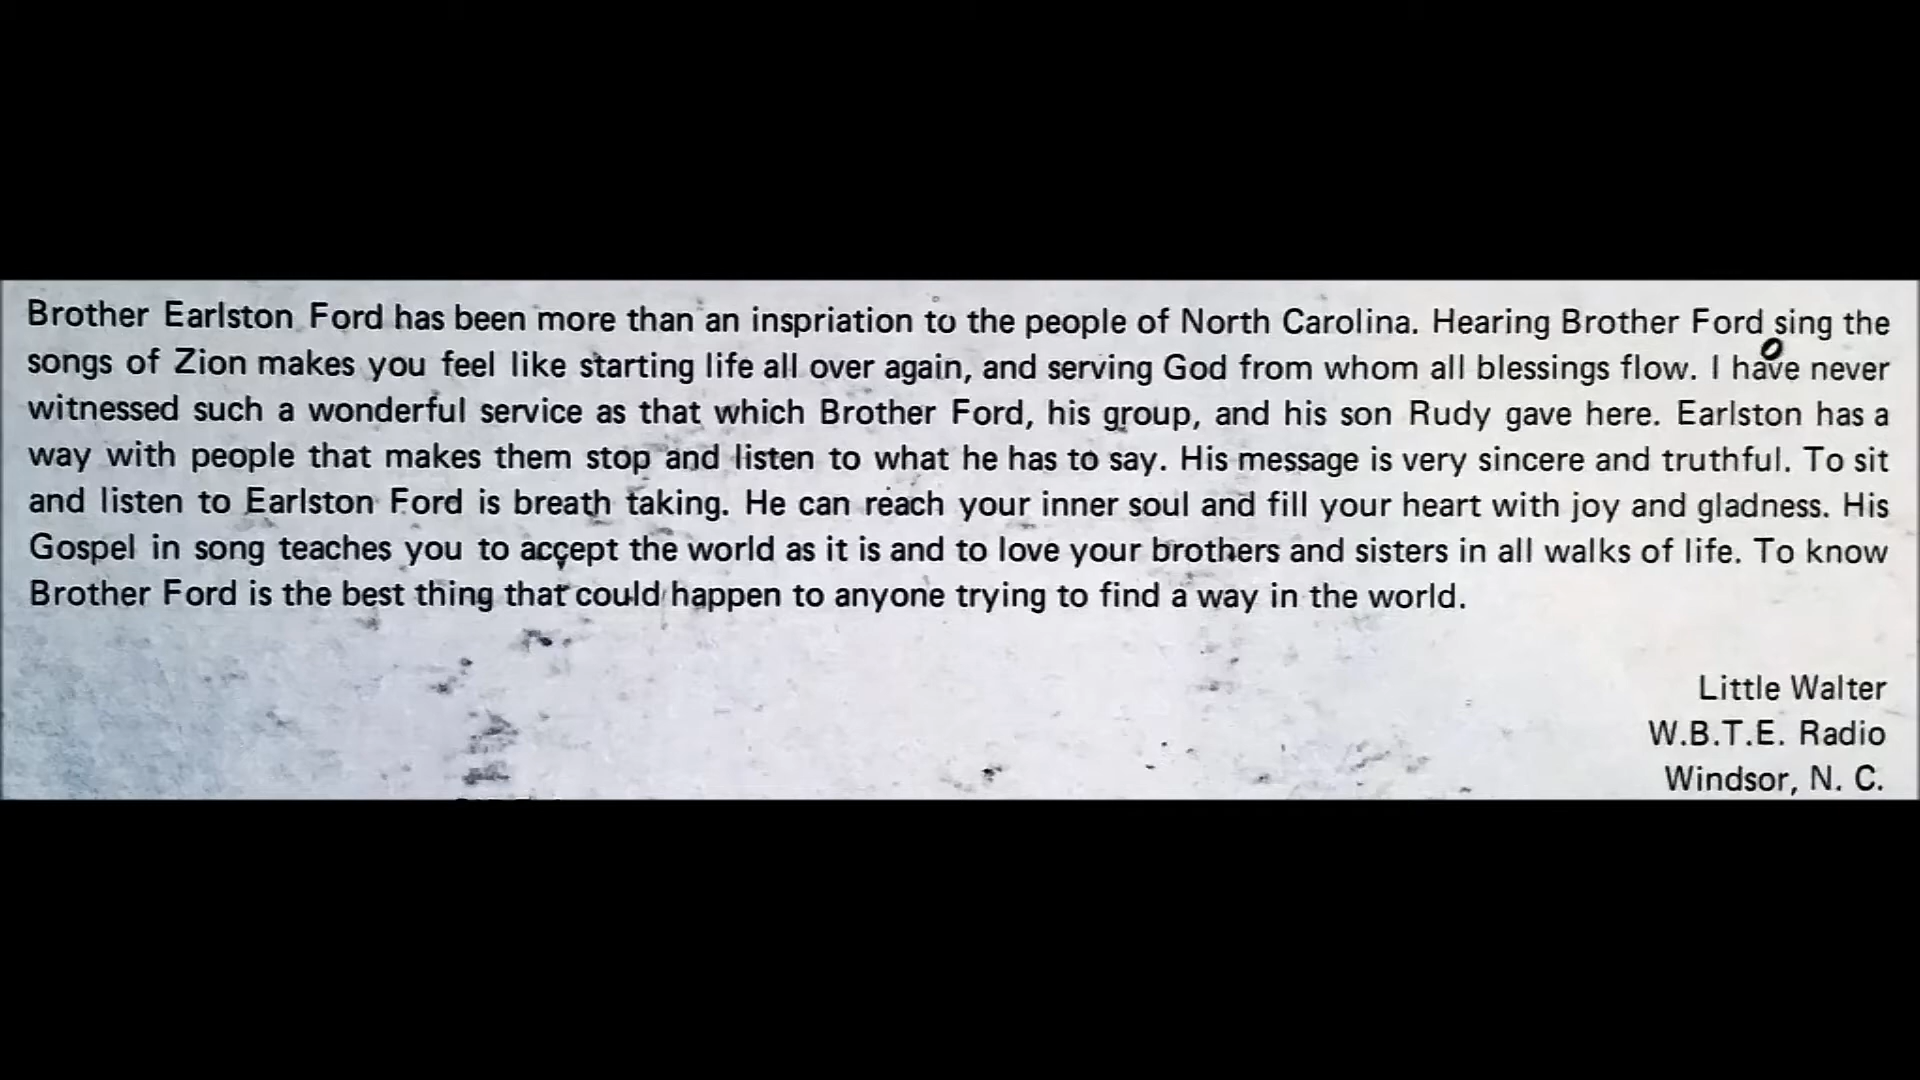 Brother Earlston Ford has been more than an inspriation to the people of North Carolina. Hearing Brother Ford sing the
songs of Zion makes you feel like starting life all over again, and serving God from whom all blessings flow. I have never
witnessed such a wonderful service as that which Brother Ford, his group, and his son Rudy gave here. Earlston has a
way with people that makes them stop and listen to what he has to say. His message is very sincere and truthful. To sit
and listen to Earlston Ford is breath taking. He can reach your inner soul and fill your heart with joy and gladness. His
Gospel in song teaches you to accept the world as it is and to love your brothers and sisters in all walks of life. To know
Brother Ford is the best thing that could happen to anyone trying to find a way in the world.
Little Walter
W.B.T.E. Radio
Windsor, N. C.